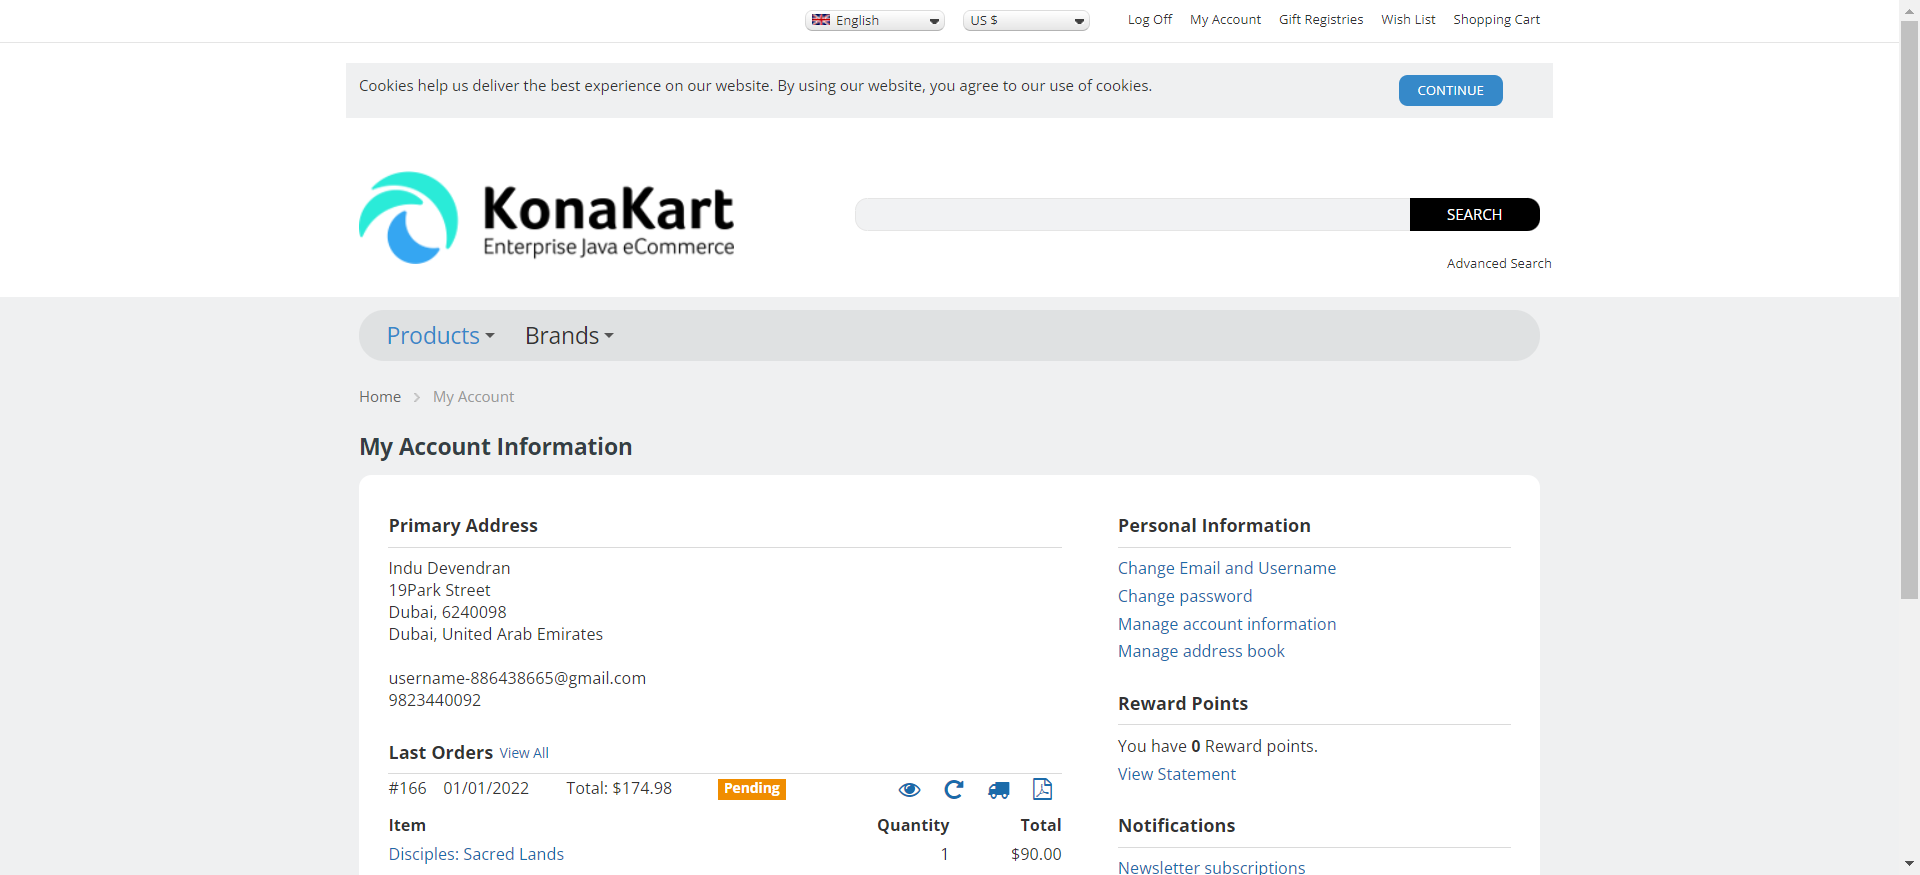 English
US $
Log Off
My Account
Gift Registries
Wish List
Shopping Cart
Cookies help us deliver the best experience on our website. By using our website, you agree to our use of cookies.
CONTINUE
KonaKart
Enterprise Java eCommerce
SEARCH
Advanced Search
Products
Brands
Home
My Account
My Account Information
Primary Address
Indu Devendran
19Park Street
Dubai, 6240098
Dubai, United Arab Emirates
username-886438665@gmail.com
9823440092
Last Orders View All
#166 01/01/2022 Total: $174.98 Pending
Item Quantity Total
Disciples: Sacred Lands 1 $90.00
Personal Information
Change Email and Username
Change password
Manage account information
Manage address book
Reward Points
You have 0 Reward points.
View Statement
Notifications
Newsletter subscriptions